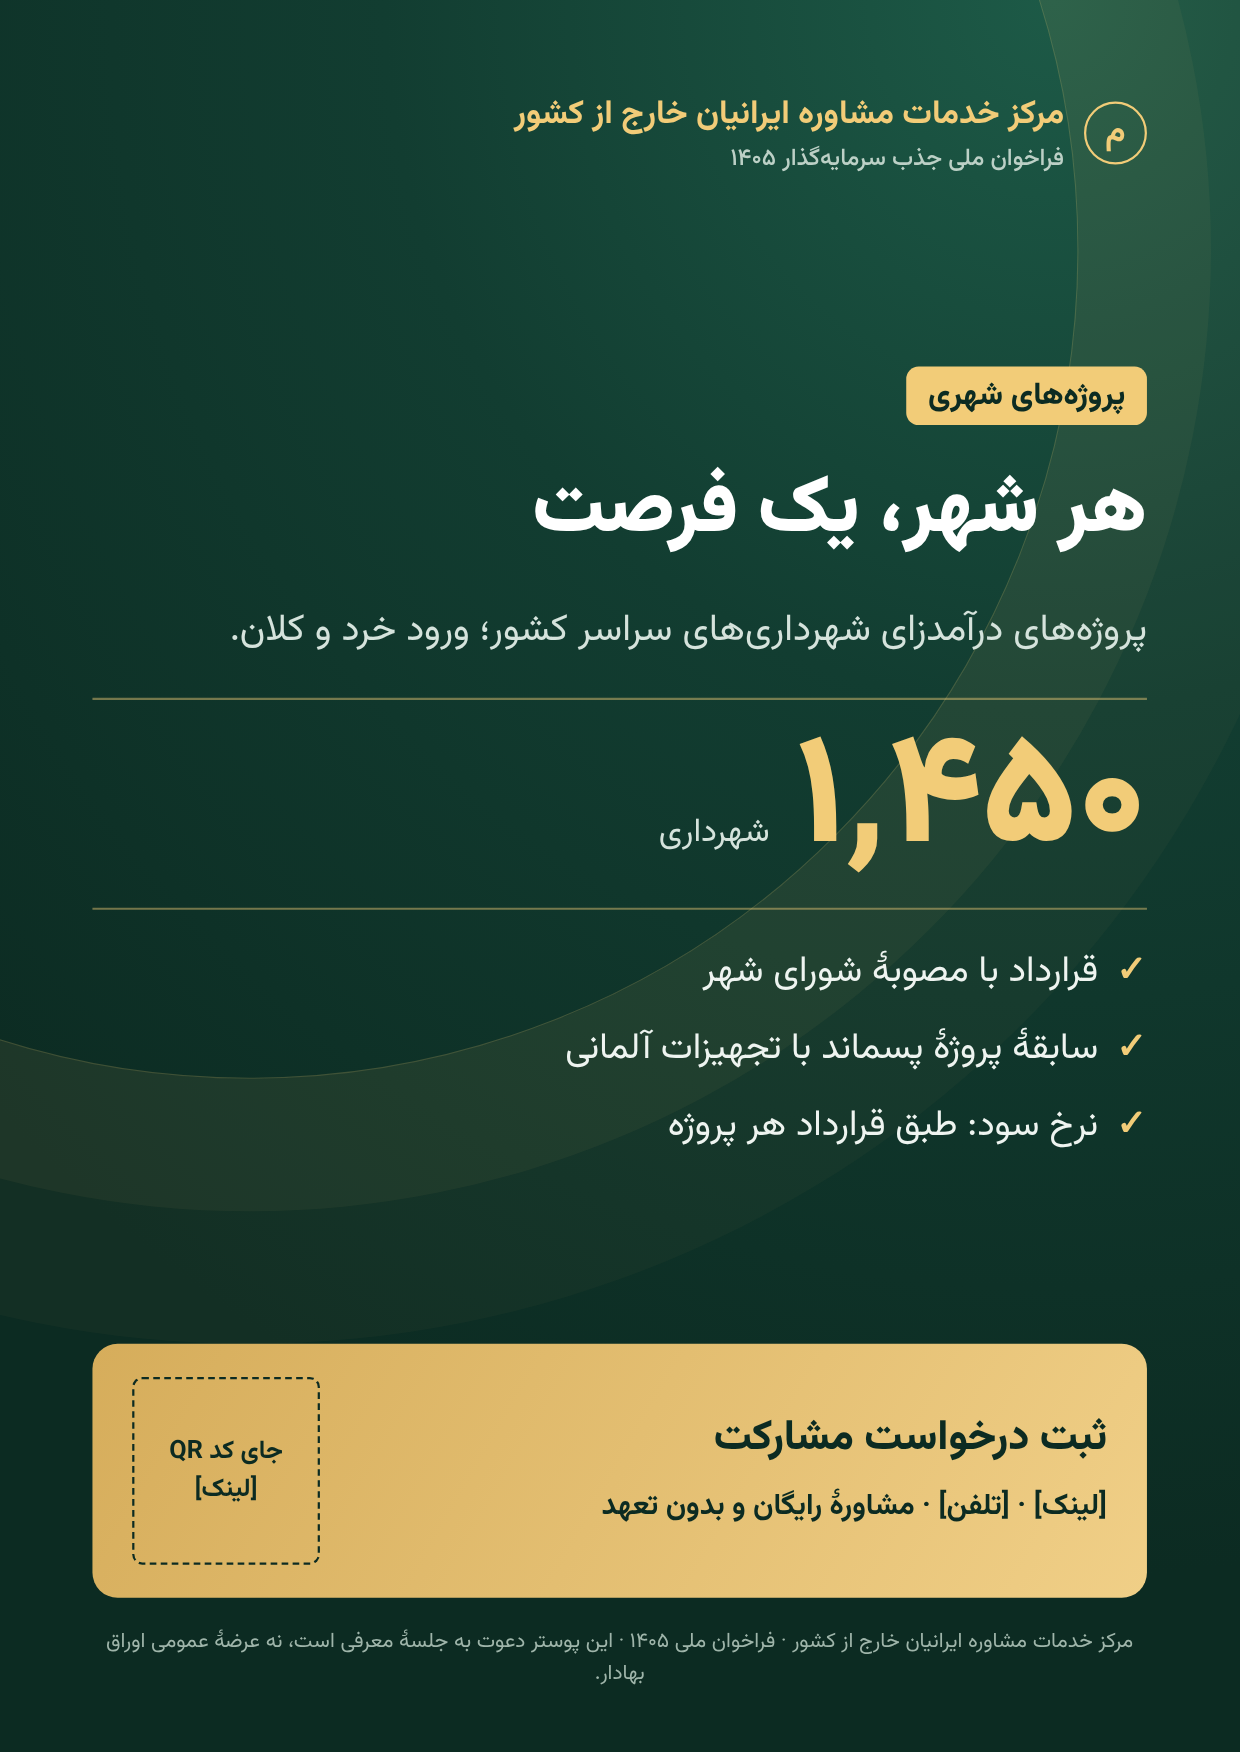 م
مرکز خدمات مشاوره ایرانیان خارج از کشور
فراخوان ملی جذب سرمایه‌گذار ۱۴۰۵
پروژه‌های شهری
هر شهر، یک فرصت
پروژه‌های درآمدزای شهرداری‌های سراسر کشور؛ ورود خرد و کلان.
۱,۴۵۰ شهرداری
✓ قرارداد با مصوبهٔ شورای شهر
✓ سابقهٔ پروژهٔ پسماند با تجهیزات آلمانی
✓ نرخ سود: طبق قرارداد هر پروژه
ثبت درخواست مشارکت
[لینک] · [تلفن] · مشاورهٔ رایگان و بدون تعهد
جای کد QR
[لینک]
مرکز خدمات مشاوره ایرانیان خارج از کشور · فراخوان ملی ۱۴۰۵ · این پوستر دعوت به جلسهٔ معرفی است، نه عرضهٔ عمومی اوراق
بهادار.